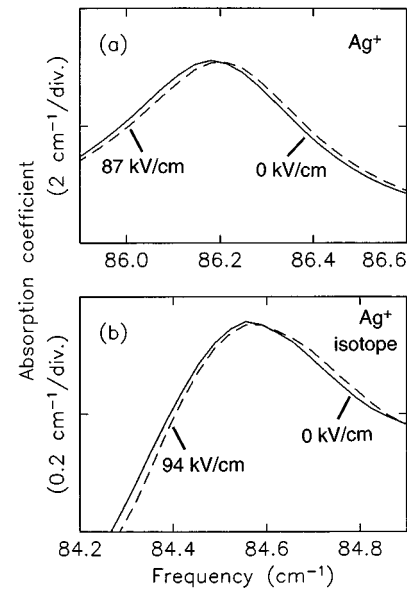 (a)
Ag⁺
87 kV/cm
0 kV/cm
86.0
86.2
86.4
86.6
Absorption coefficient
(2 cm⁻¹/div.)
(0.2 cm⁻¹/div.)
(b)
Ag⁺
isotope
94 kV/cm
0 kV/cm
84.2
84.4
84.6
84.8
Frequency (cm⁻¹)